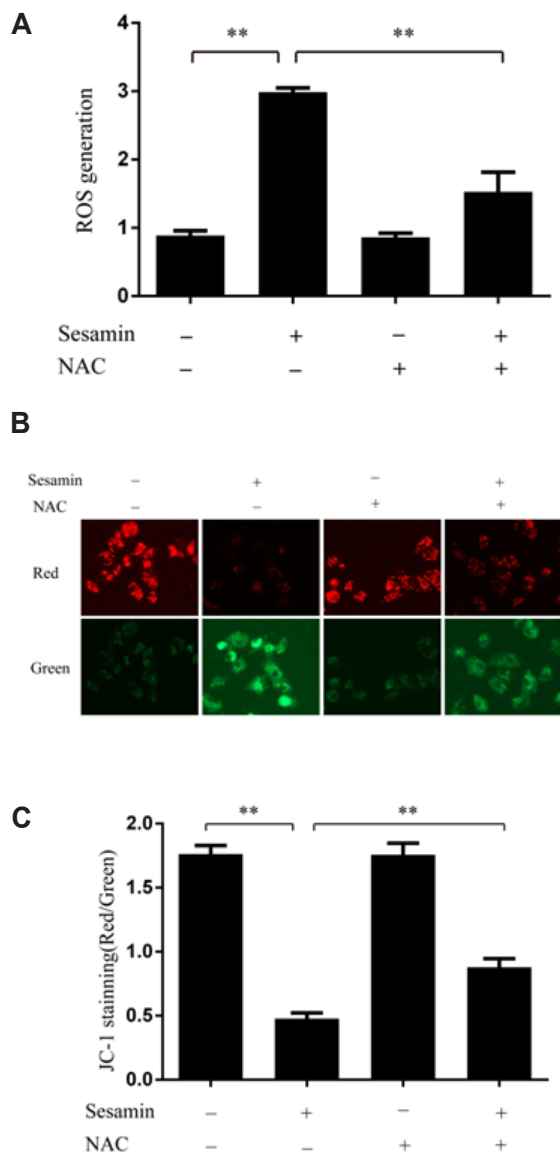 A
** **
4
3
2
1
0
ROS generation
Sesamin – + – +
NAC – – + +
B
Sesamin – + – +
NAC – – + +
Red
Green
C
** **
2.0
1.5
1.0
0.5
0.0
JC-1 stainning(Red/Green)
Sesamin – + – +
NAC – – + +